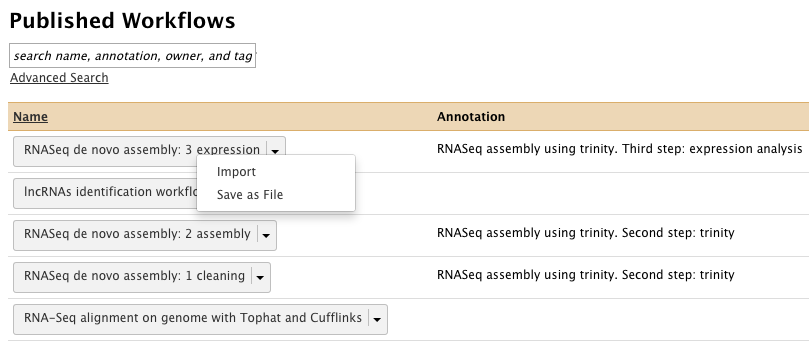 Published Workflows
search name, annotation, owner, and tag
Advanced Search
Name Annotation
RNASeq de novo assembly: 3 expression RNASeq assembly using trinity. Third step: expression analysis
Import
lncRNAs identification
Save as File
RNASeq de novo assembly: 2 assembly RNASeq assembly using trinity. Second step: trinity
RNASeq de novo assembly: 1 cleaning RNASeq assembly using trinity. Second step: trinity
RNA-Seq alignment on genome with Tophat and Cufflinks